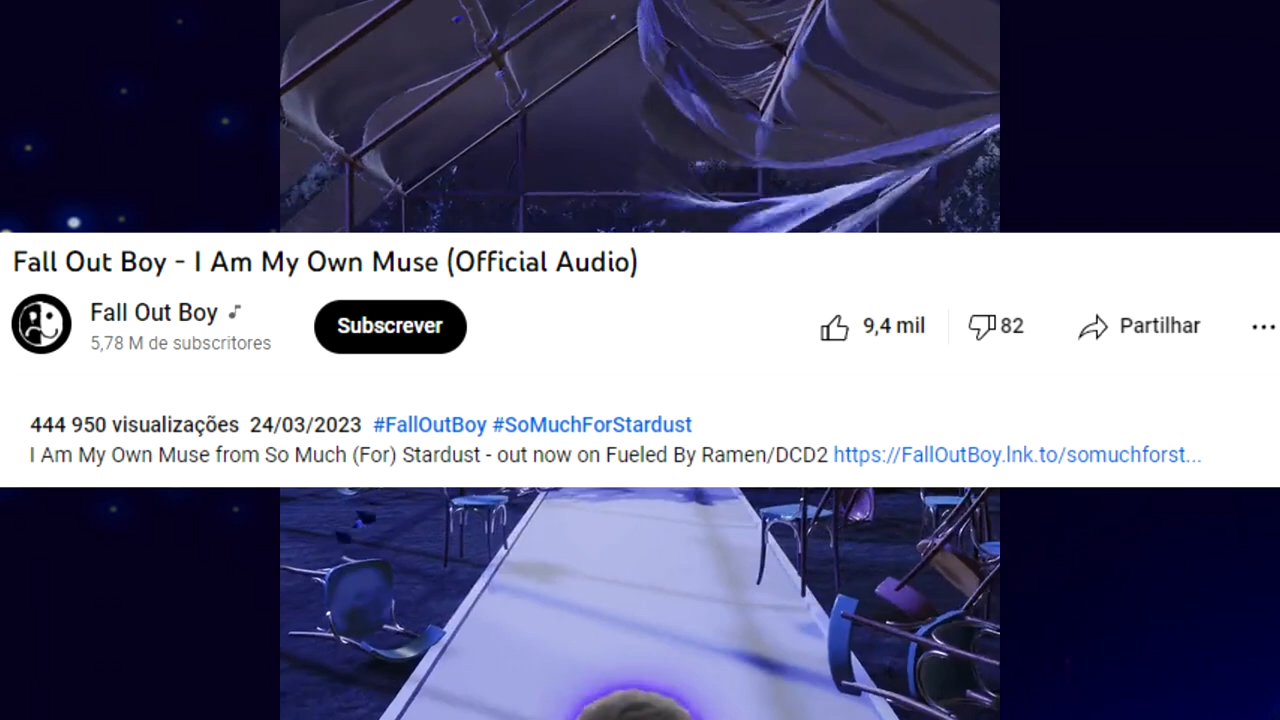 Fall Out Boy - I Am My Own Muse (Official Audio)
Fall Out Boy
5,78 M de subscritores
Subscrever
9,4 mil
82
Partilhar
444 950 visualizações 24/03/2023 #FallOutBoy #SoMuchForStardust
I Am My Own Muse from So Much (For) Stardust - out now on Fueled By Ramen/DCD2 https://FallOutBoy.lnk.to/somuchforst...